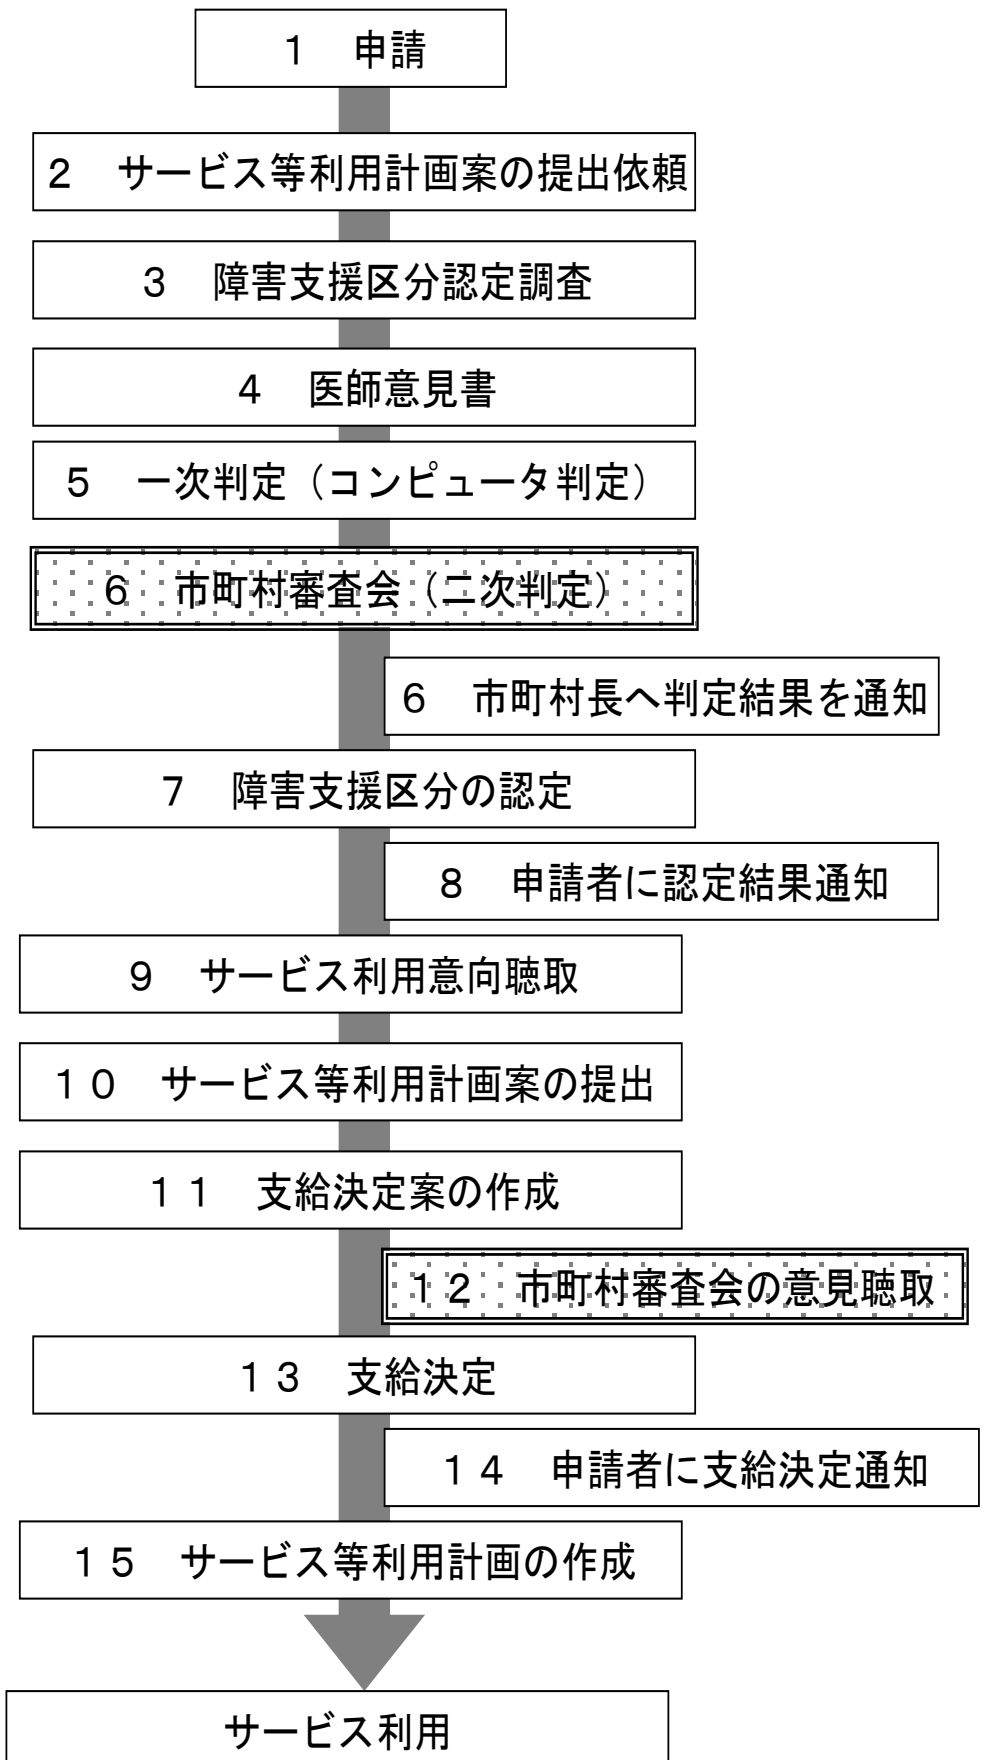 １　申請
２　サービス等利用計画案の提出依頼
３　障害支援区分認定調査
４　医師意見書
５　一次判定（コンピュータ判定）
６　市町村審査会（二次判定）
６　市町村長へ判定結果を通知
７　障害支援区分の認定
８　申請者に認定結果通知
９　サービス利用意向聴取
１０　サービス等利用計画案の提出
１１　支給決定案の作成
１２　市町村審査会の意見聴取
１３　支給決定
１４　申請者に支給決定通知
１５　サービス等利用計画の作成
サービス利用